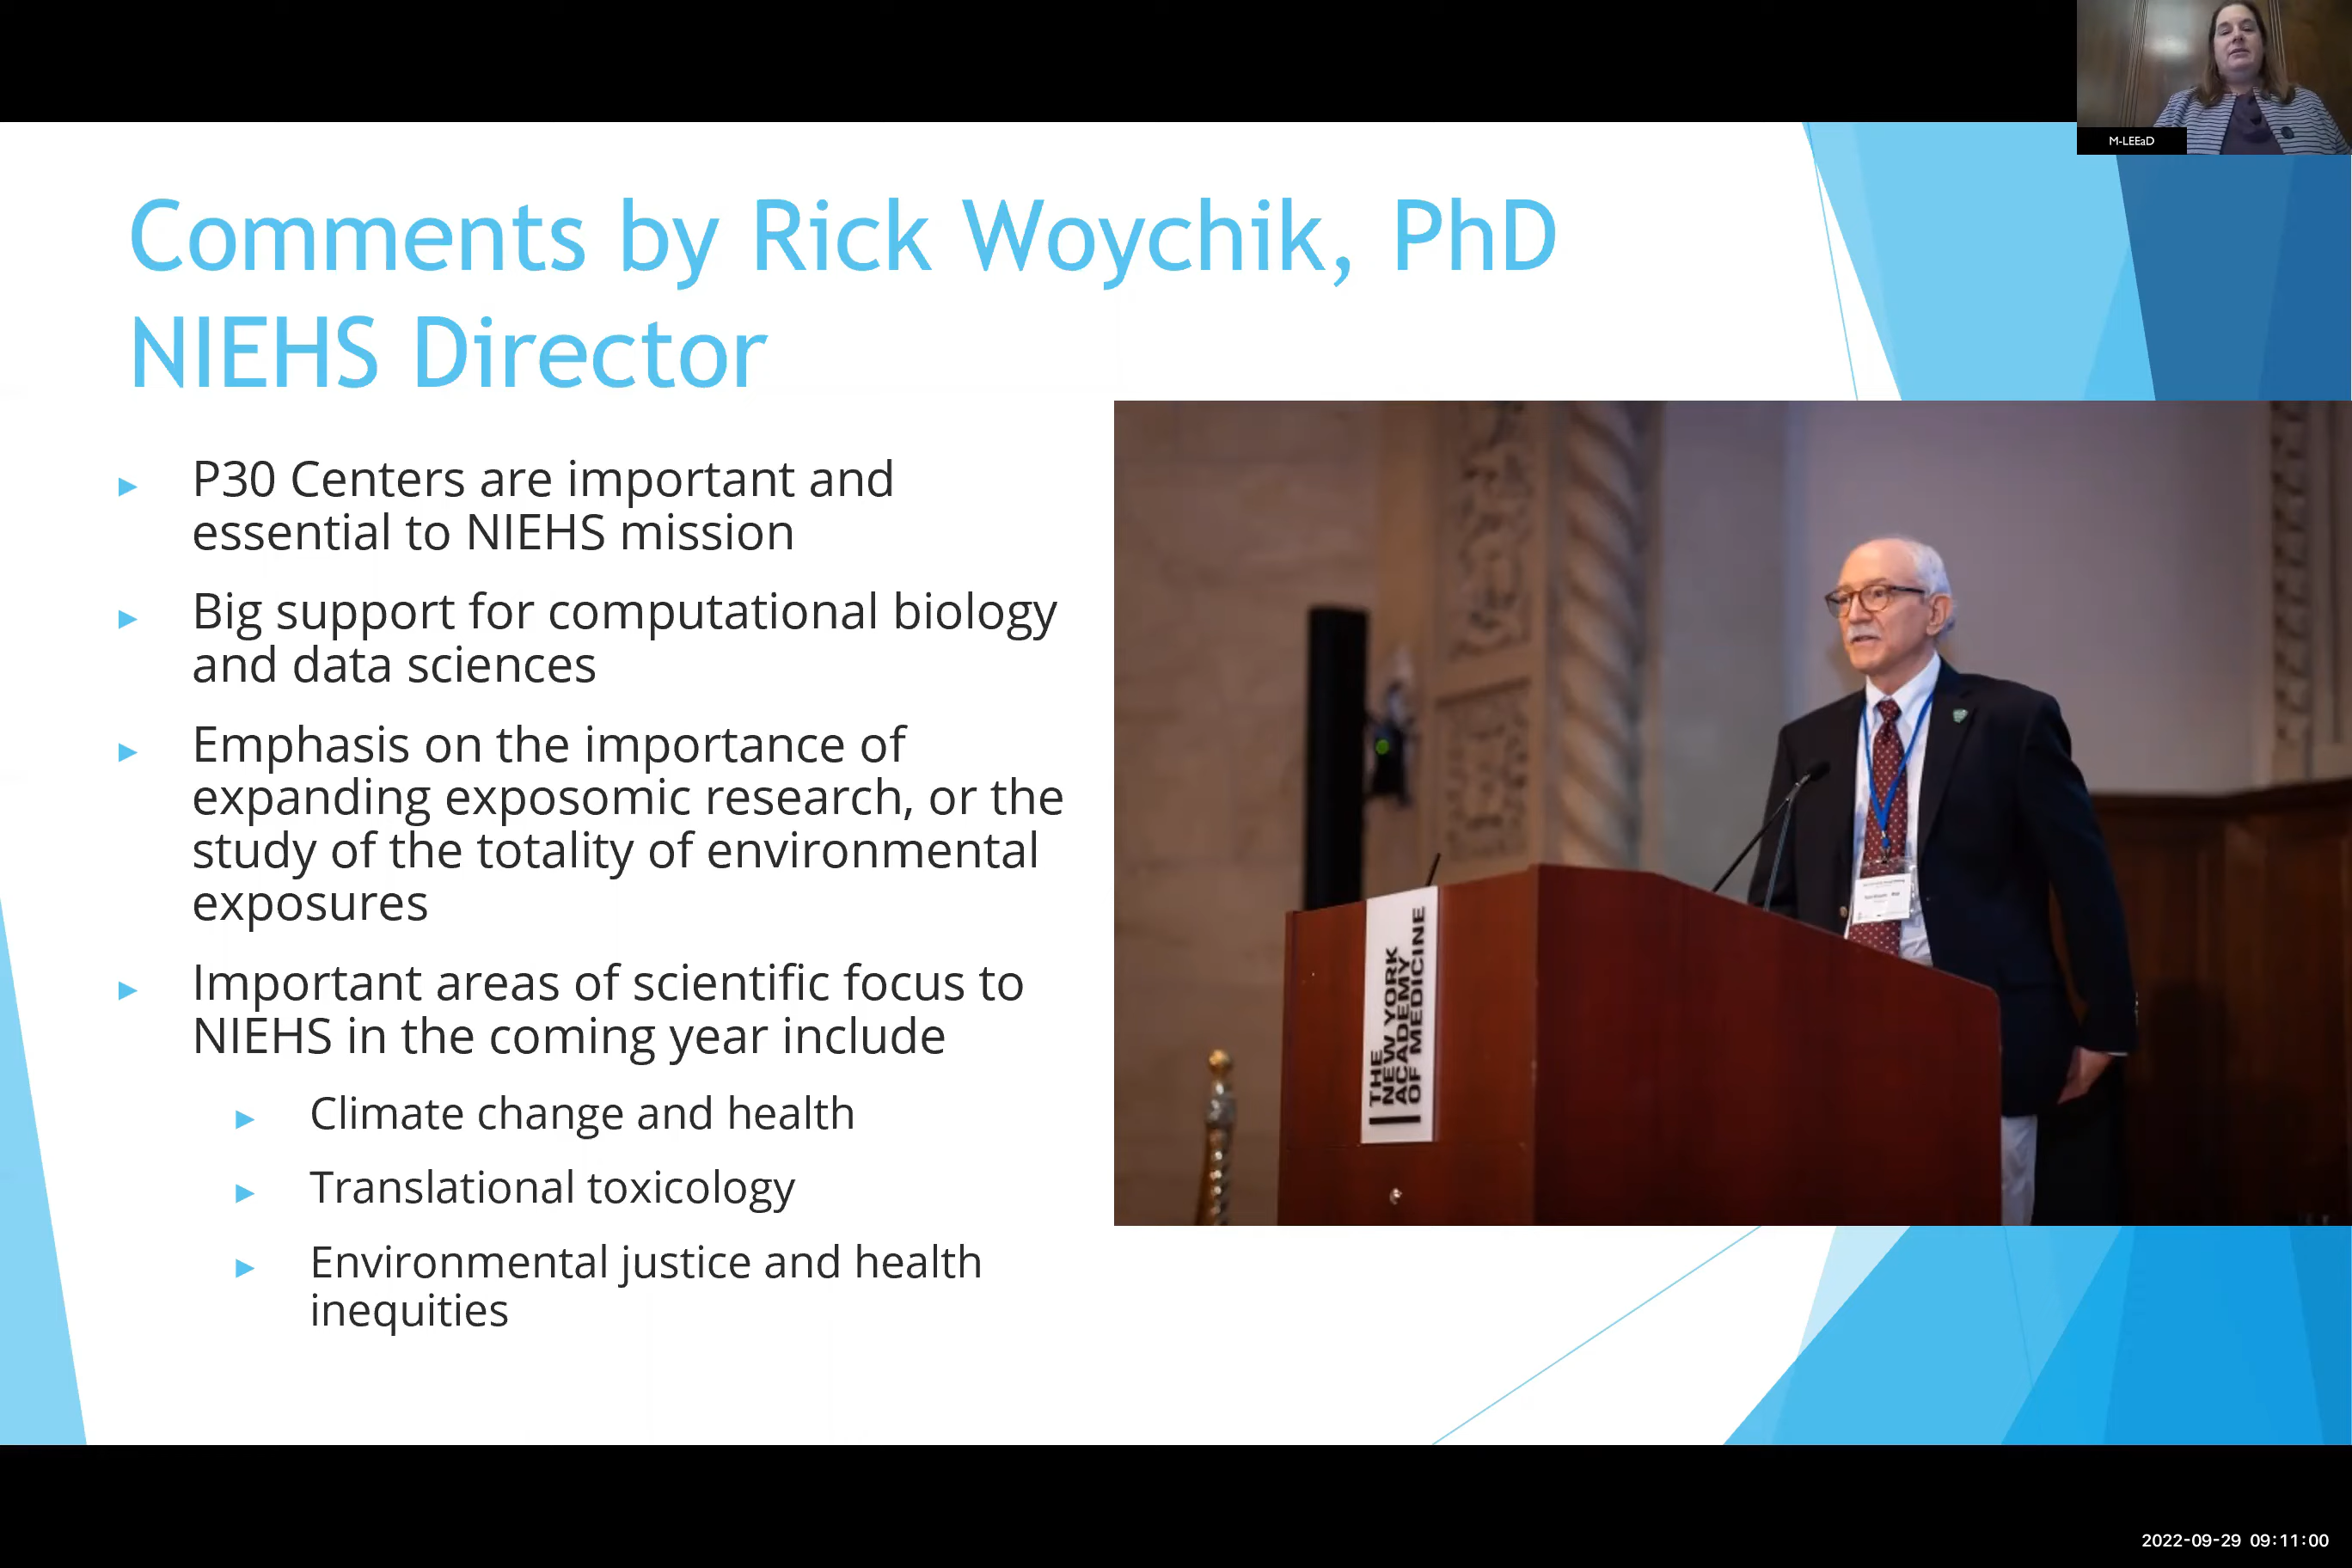 M-LEEaD
Comments by Rick Woychik, PhD
NIEHS Director
P30 Centers are important and
essential to NIEHS mission
Big support for computational biology
and data sciences
Emphasis on the importance of
expanding exposomic research, or the
study of the totality of environmental
exposures
Important areas of scientific focus to
NIEHS in the coming year include
Climate change and health
Translational toxicology
Environmental justice and health
inequities
THE
NEW YORK
ACADEMY
OF MEDICINE
2022-09-29 09:11:00